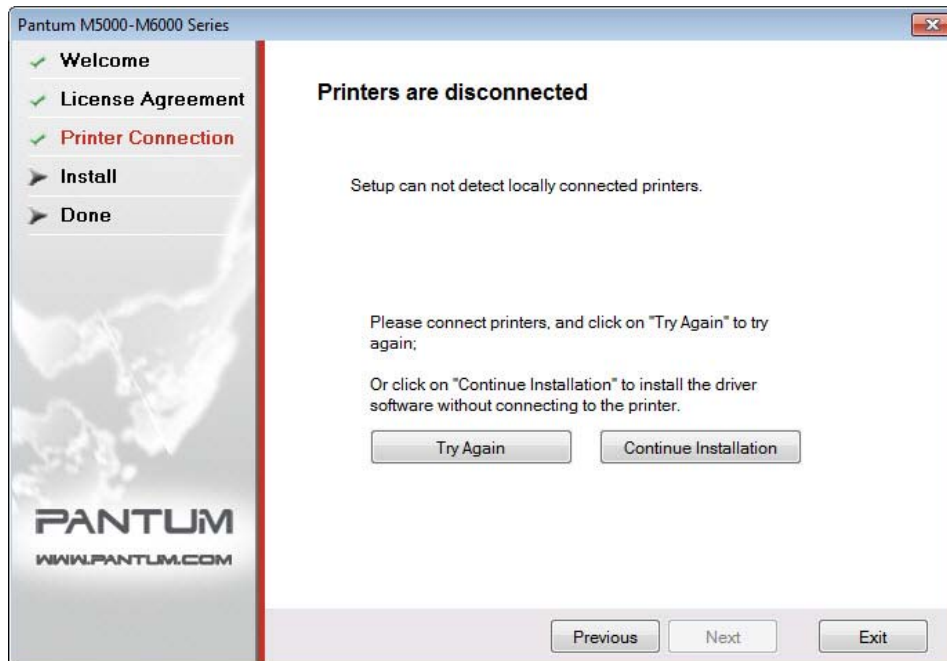 Pantum M5000-M6000 Series
Welcome
License Agreement
Printer Connection
Install
Done
PANTUM
WWW.PANTUM.COM
Printers are disconnected
Setup can not detect locally connected printers.
Please connect printers, and click on "Try Again" to try
again;
Or click on "Continue Installation" to install the driver
software without connecting to the printer.
Try Again
Continue Installation
Previous
Next
Exit